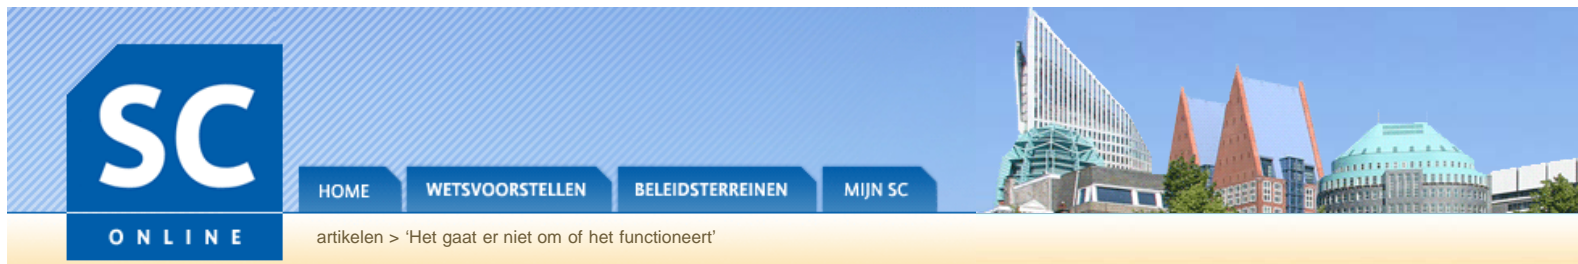 SC
ONLINE
HOME
WETSVOORSTELLEN
BELEIDSTERREINEN
MIJN SC
artikelen > ‘Het gaat er niet om of het functioneert’